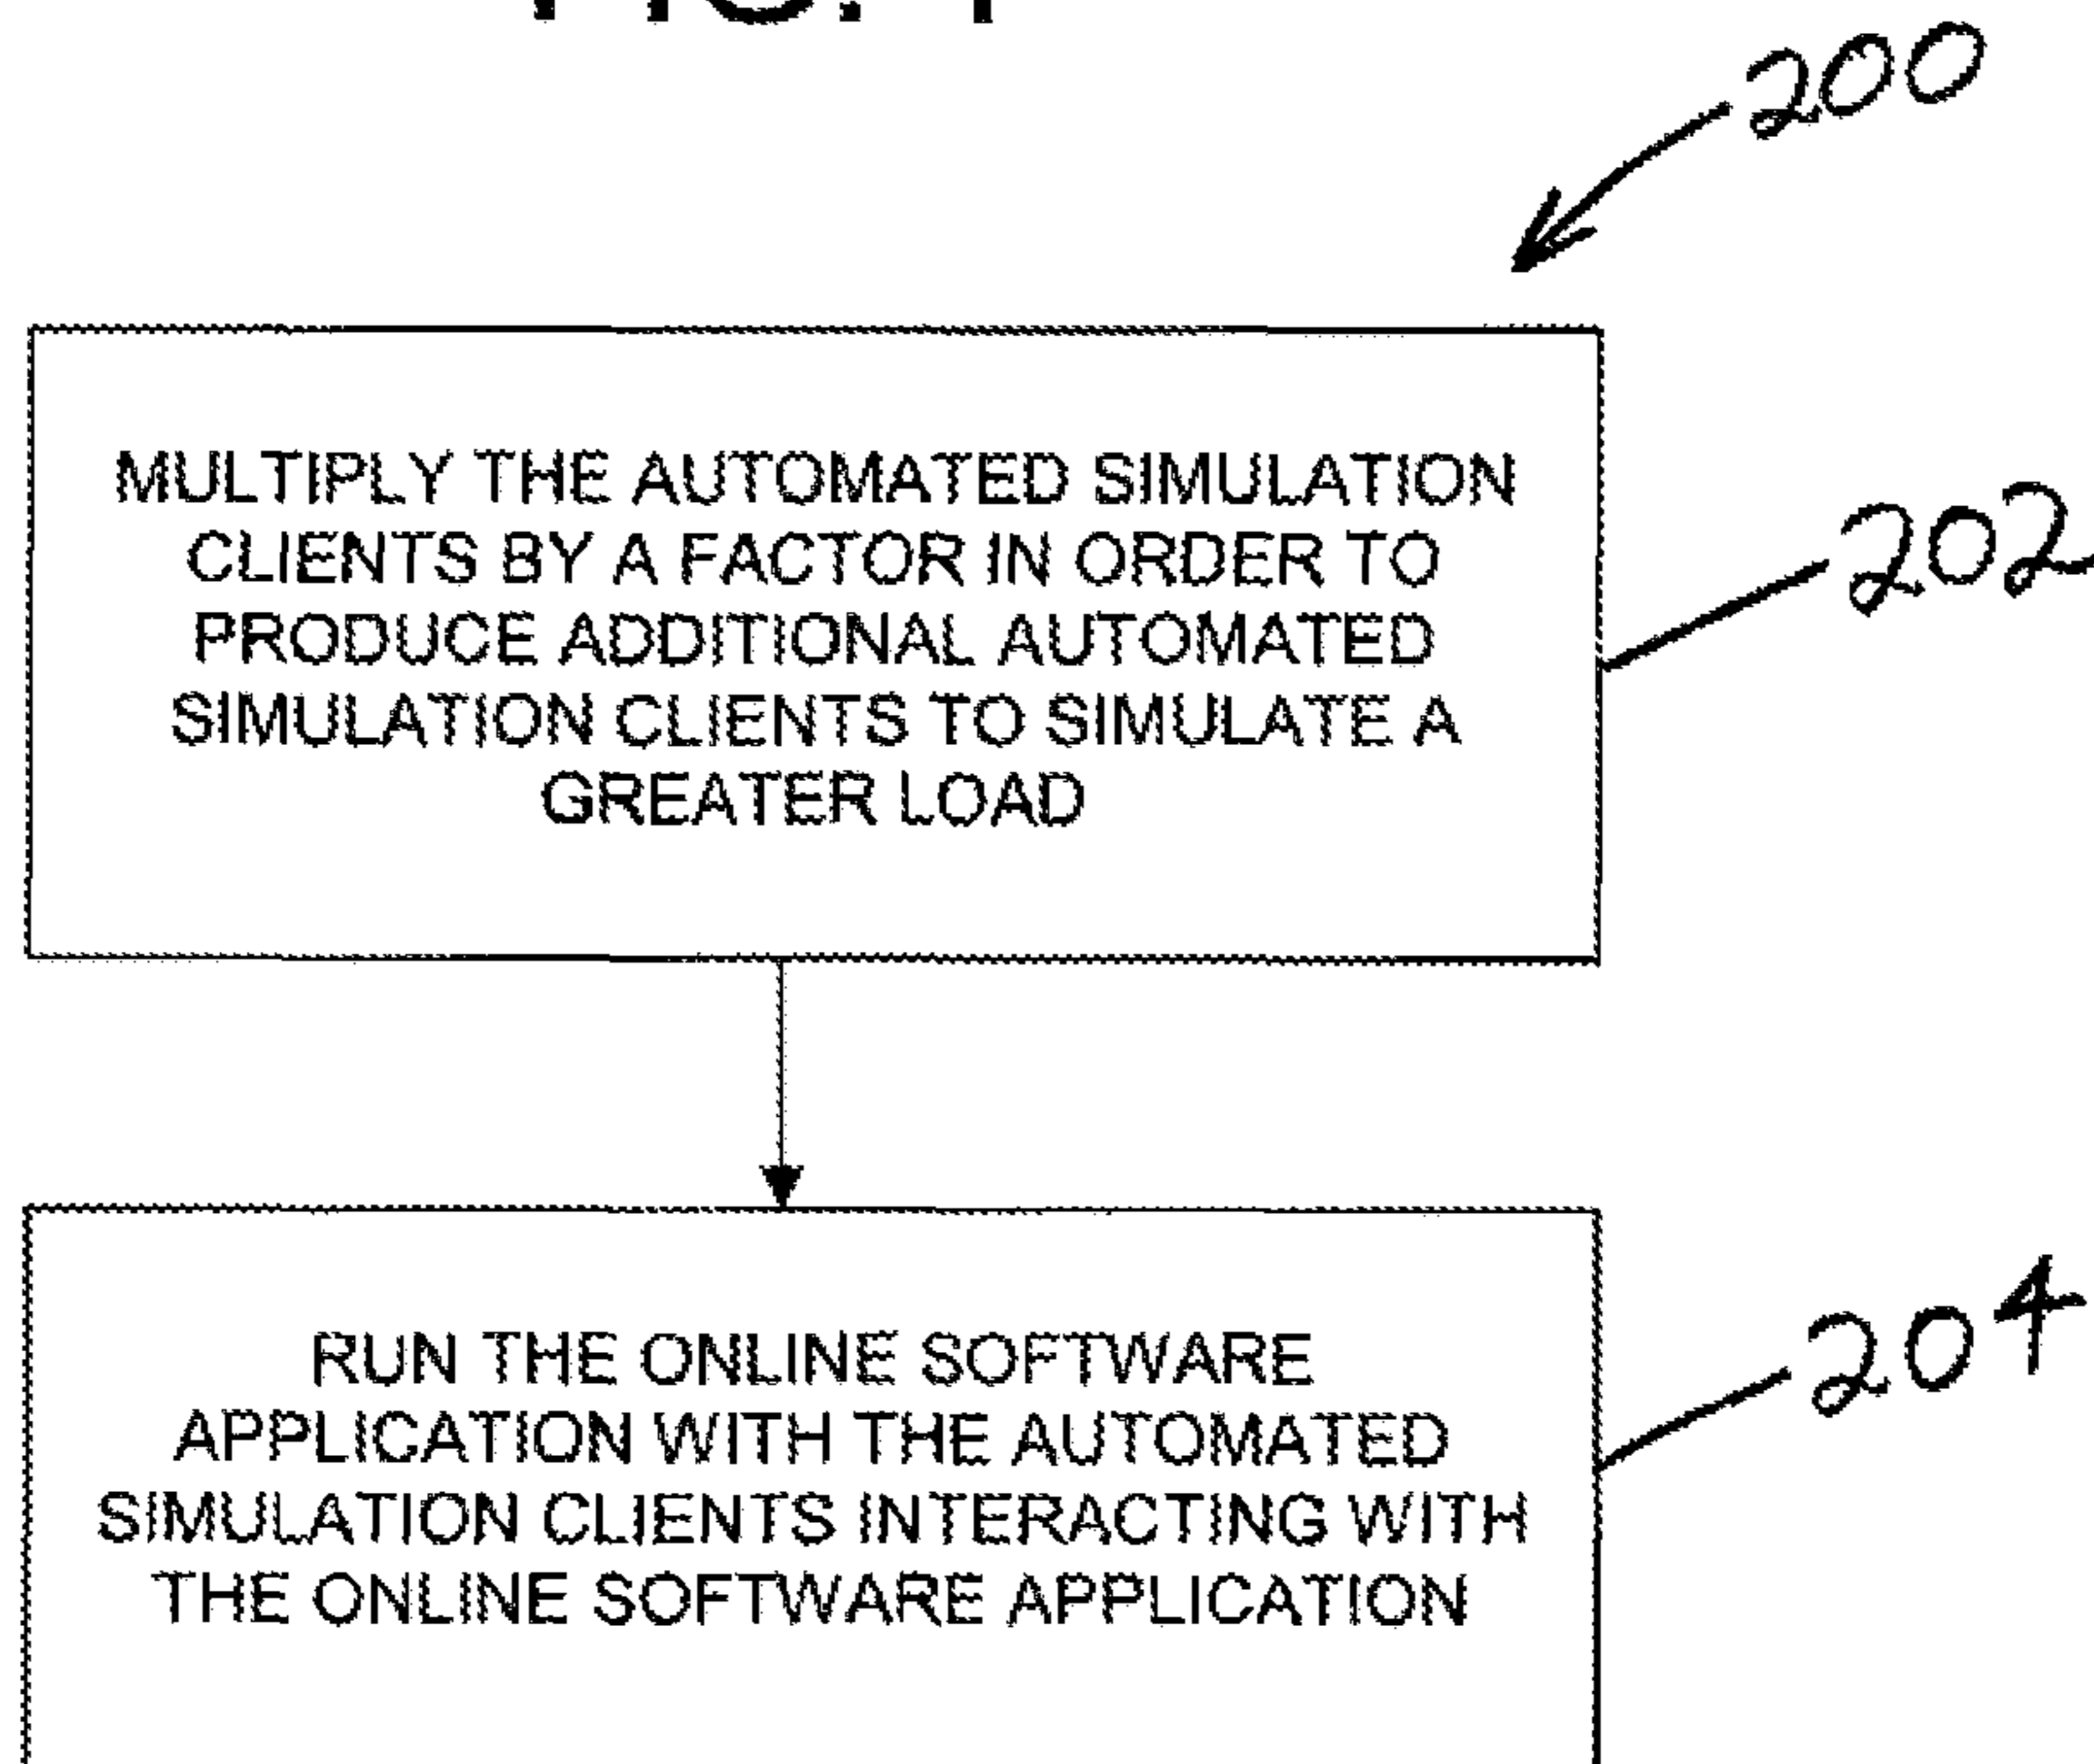 200
MULTIPLY THE AUTOMATED SIMULATION
CLIENTS BY A FACTOR IN ORDER TO
PRODUCE ADDITIONAL AUTOMATED
SIMULATION CLIENTS TO SIMULATE A
GREATER LOAD
202
RUN THE ONLINE SOFTWARE
APPLICATION WITH THE AUTOMATED
SIMULATION CLIENTS INTERACTING WITH
THE ONLINE SOFTWARE APPLICATION
204